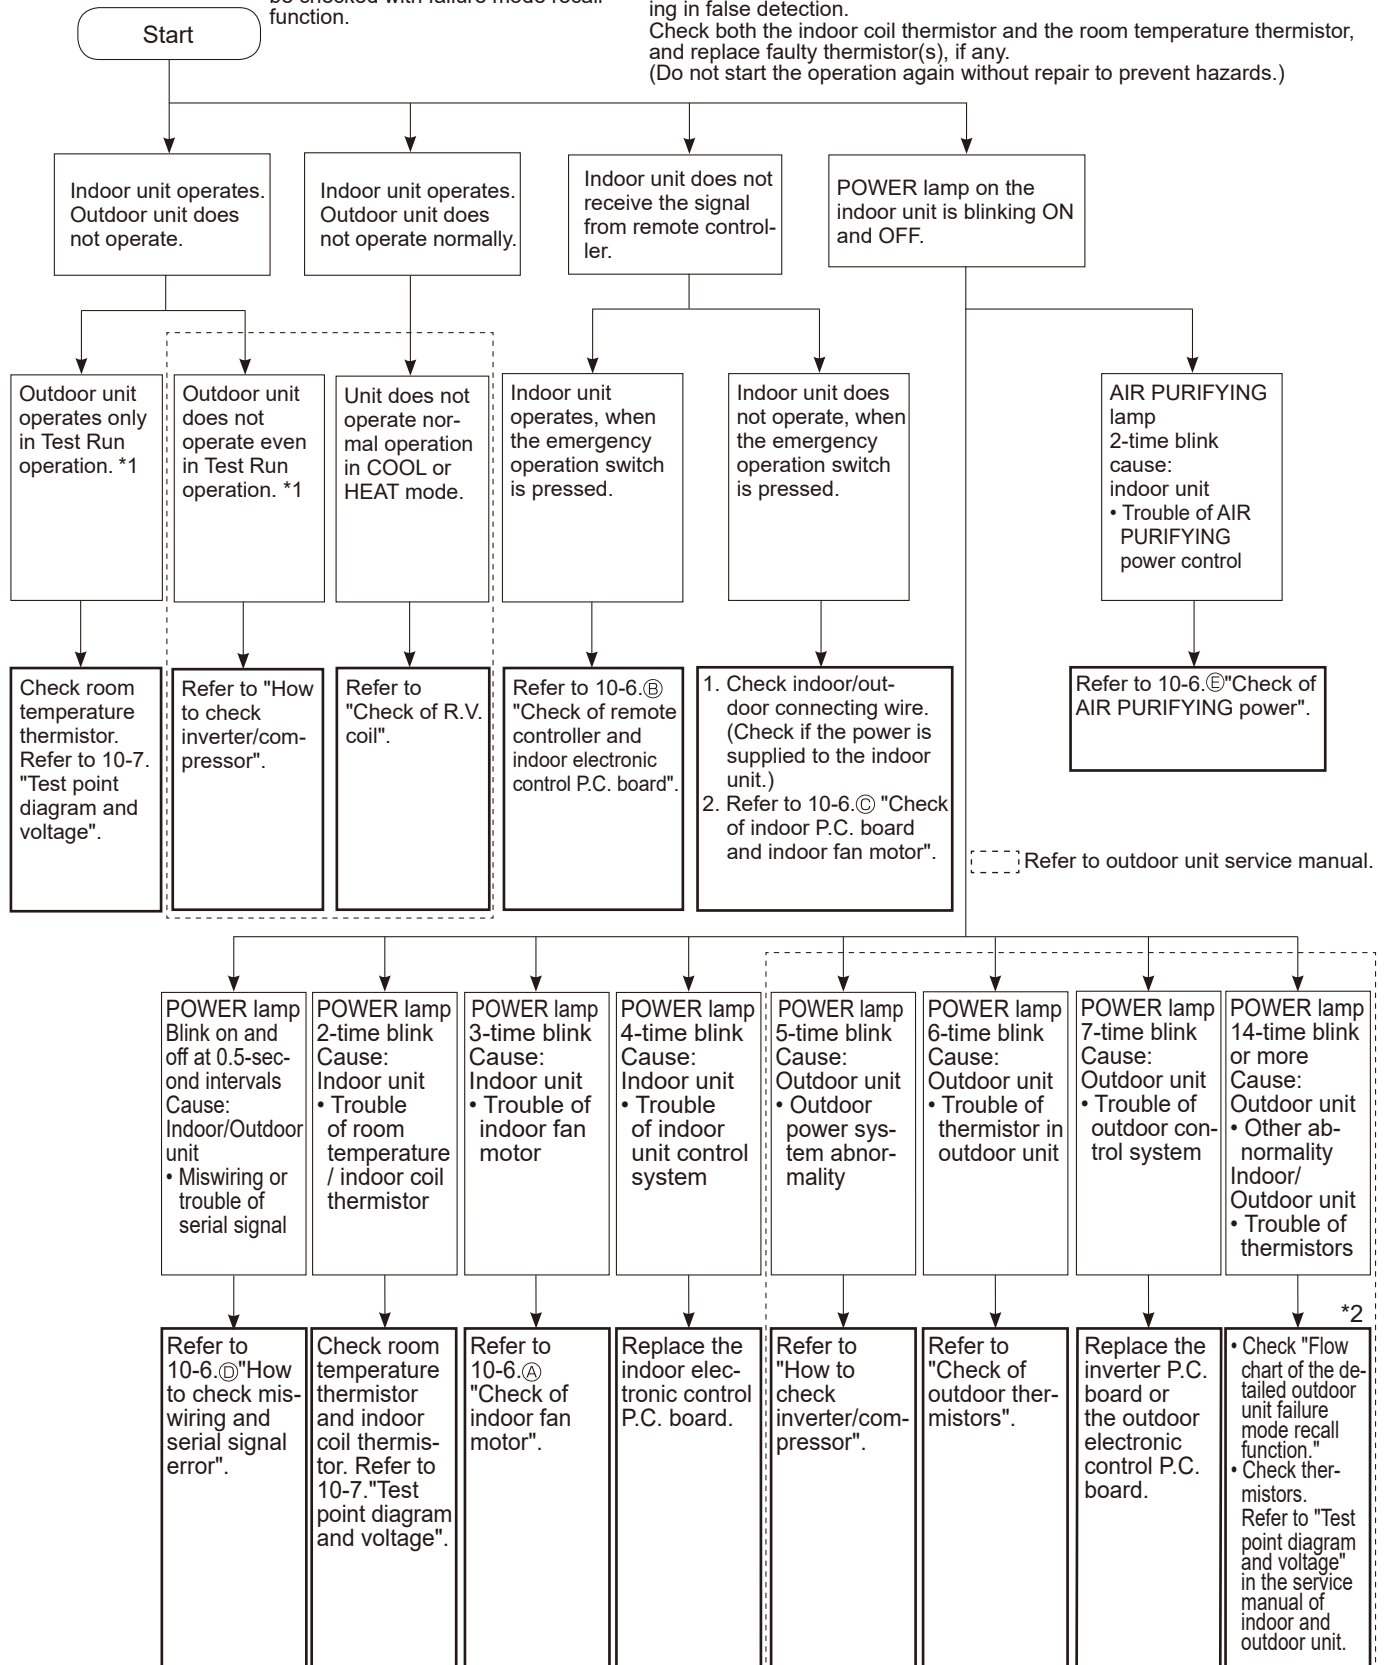 be checked with failure mode recall
function.
ing in false detection.
Check both the indoor coil thermistor and the room temperature thermistor,
and replace faulty thermistor(s), if any.
(Do not start the operation again without repair to prevent hazards.)
Start
Indoor unit operates.
Outdoor unit does
not operate.
Indoor unit operates.
Outdoor unit does
not operate normally.
Indoor unit does not
receive the signal
from remote control-
ler.
POWER lamp on the
indoor unit is blinking ON
and OFF.
Outdoor unit
operates only
in Test Run
operation. *1
Outdoor unit
does not
operate even
in Test Run
operation. *1
Unit does not
operate nor-
mal operation
in COOL or
HEAT mode.
Indoor unit
operates, when
the emergency
operation switch
is pressed.
Indoor unit does
not operate, when
the emergency
operation switch
is pressed.
AIR PURIFYING
lamp
2-time blink
cause:
indoor unit
• Trouble of AIR
PURIFYING
power control
Check room
temperature
thermistor.
Refer to 10-7.
"Test point
diagram and
voltage".
Refer to "How
to check
inverter/com-
pressor".
Refer to
"Check of R.V.
coil".
Refer to 10-6.Ⓑ
"Check of remote
controller and
indoor electronic
control P.C. board".
1. Check indoor/out-
door connecting wire.
(Check if the power is
supplied to the indoor
unit.)
2. Refer to 10-6.Ⓒ "Check
of indoor P.C. board
and indoor fan motor".
Refer to 10-6.Ⓔ"Check of
AIR PURIFYING power".
Refer to outdoor unit service manual.
POWER lamp
Blink on and
off at 0.5-sec-
ond intervals
Cause:
Indoor/Outdoor
unit
• Miswiring or
trouble of
serial signal
POWER lamp
2-time blink
Cause:
Indoor unit
• Trouble
of room
temperature
/ indoor coil
thermistor
POWER lamp
3-time blink
Cause:
Indoor unit
• Trouble of
indoor fan
motor
POWER lamp
4-time blink
Cause:
Indoor unit
• Trouble
of indoor
unit control
system
POWER lamp
5-time blink
Cause:
Outdoor unit
• Outdoor
power sys-
tem abnor-
mality
POWER lamp
6-time blink
Cause:
Outdoor unit
• Trouble of
thermistor in
outdoor unit
POWER lamp
7-time blink
Cause:
Outdoor unit
• Trouble of
outdoor con-
trol system
POWER lamp
14-time blink
or more
Cause:
Outdoor unit
• Other ab-
normality
Indoor/
Outdoor unit
• Trouble of
thermistors
*2
Refer to
10-6.Ⓓ"How
to check mis-
wiring and
serial signal
error".
Check room
temperature
thermistor
and indoor
coil thermis-
tor. Refer to
10-7."Test
point diagram
and voltage".
Refer to
10-6.Ⓐ
"Check of
indoor fan
motor".
Replace the
indoor elec-
tronic control
P.C. board.
Refer to
"How to
check
inverter/com-
pressor".
Refer to
"Check of
outdoor ther-
mistors".
Replace the
inverter P.C.
board or
the outdoor
electronic
control P.C.
board.
• Check "Flow
chart of the de-
tailed outdoor
unit failure
mode recall
function."
• Check ther-
mistors.
Refer to "Test
point diagram
and voltage"
in the service
manual of
indoor and
outdoor unit.